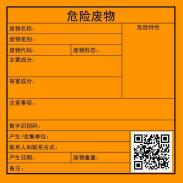 危险废物
废物名称： 危险特性
废物类别：
废物代码： 废物形态：
主要成分：
有害成分：
注意事项：
数字识别码：
产生/收集单位：
联系人和联系方式：
产生日期： 废物重量：
备注：